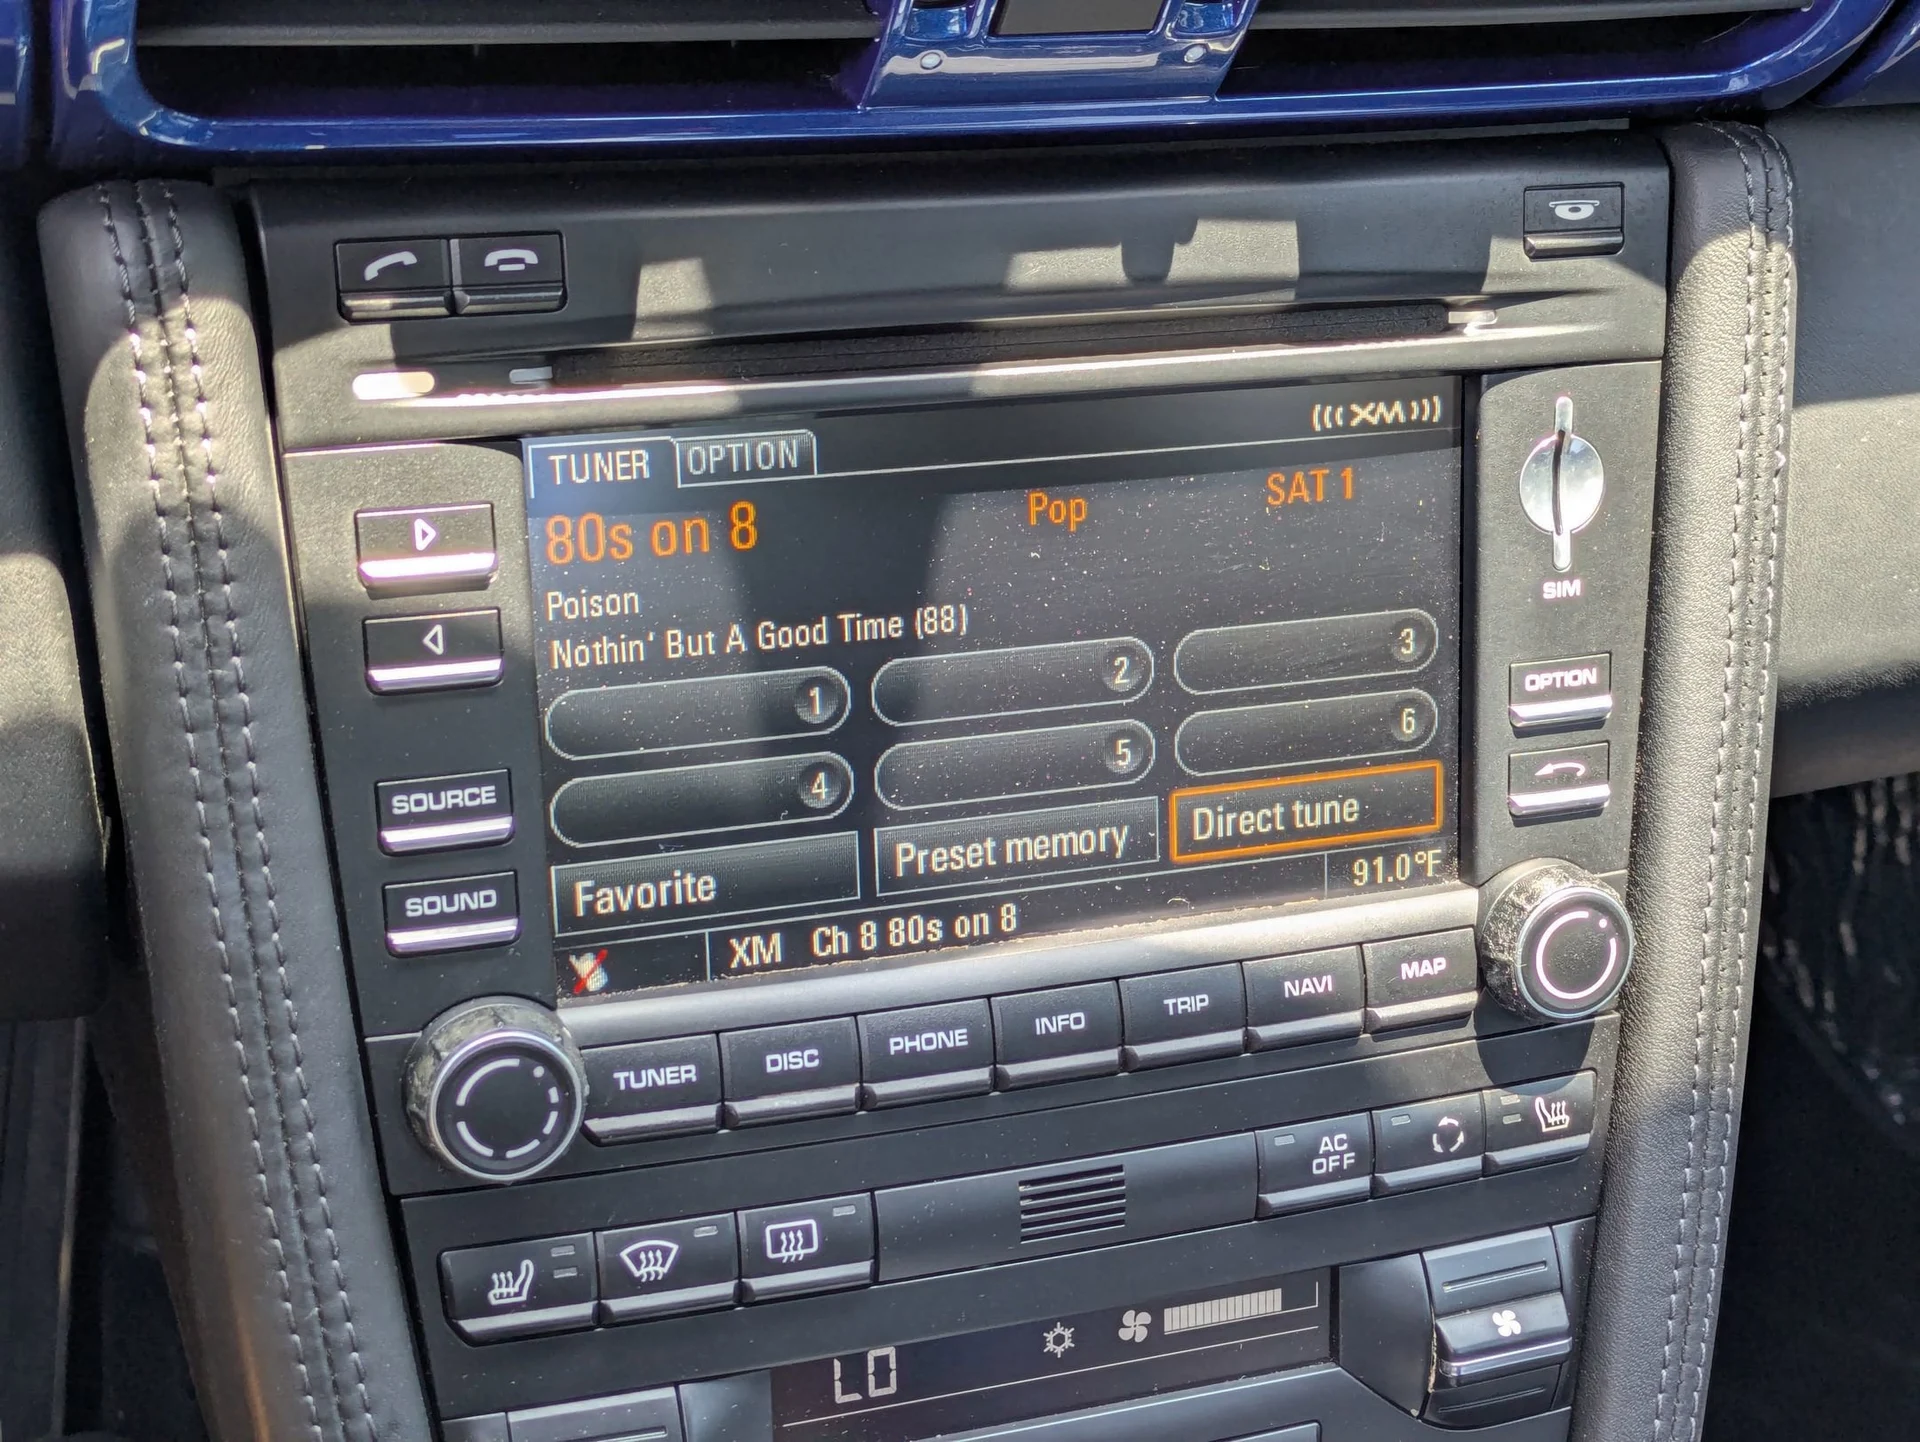 (((XM)))
TUNER OPTION
80s on 8 Pop SAT 1
SIM
Poison
Nothin' But A Good Time (88)
1 2 3
OPTION
4 5 6
SOURCE
Favorite Preset memory Direct tune
SOUND
XM Ch 8 80s on 8 91.0°F
TUNER DISC PHONE INFO TRIP NAVI MAP
AC
OFF
LO